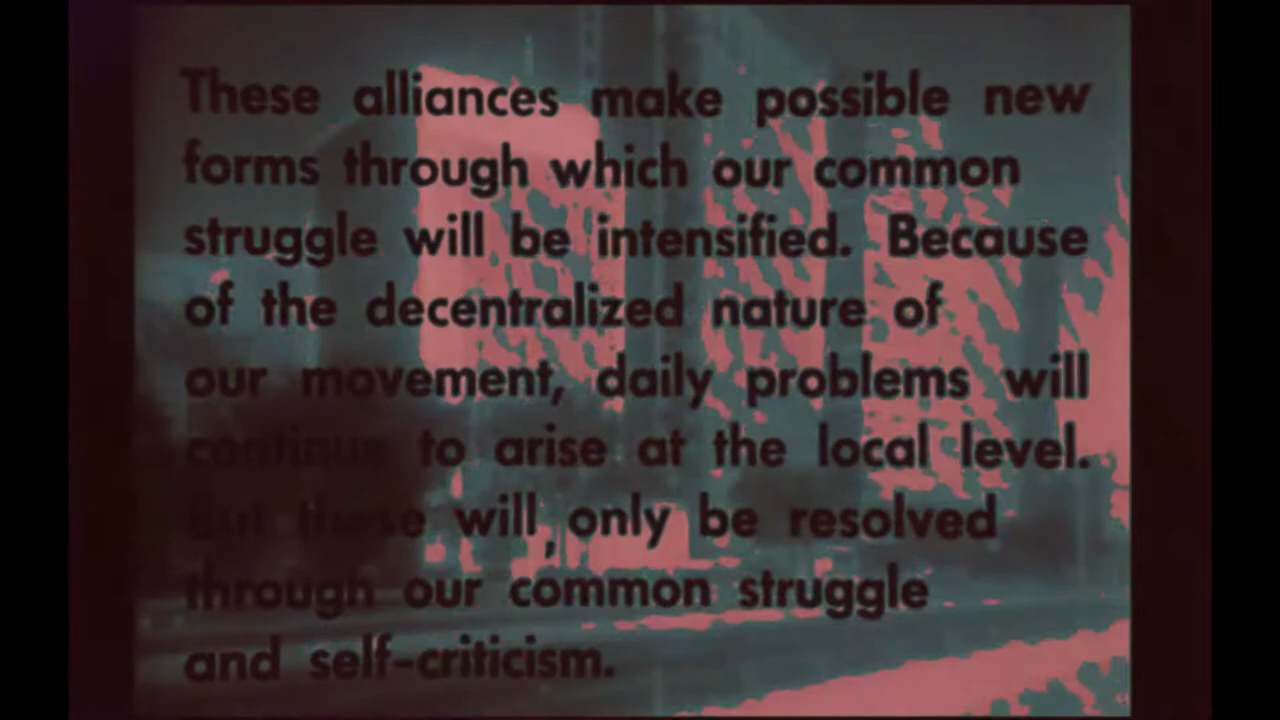 These alliances make possible new
forms through which our common
struggle will be intensified. Because
of the decentralized nature of
our movement, daily problems will
continue to arise at the local level.
But these will, only be resolved
through our common struggle
and self-criticism.